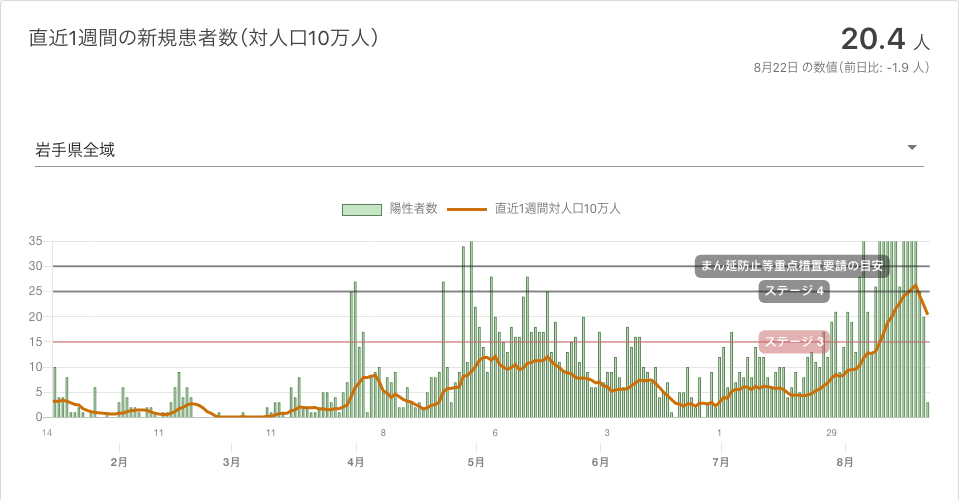 直近1週間の新規患者数(対人口10万人)
20.4 人
8月22日 の数値(前日比: -1.9 人)
岩手県全域
陽性者数 直近1週間対人口10万人
35
30
まん延防止等重点措置要請の目安
25
ステージ 4
20
15
ステージ 3
10
5
0
14 11 11 8 6 3 1 29
2月 3月 4月 5月 6月 7月 8月